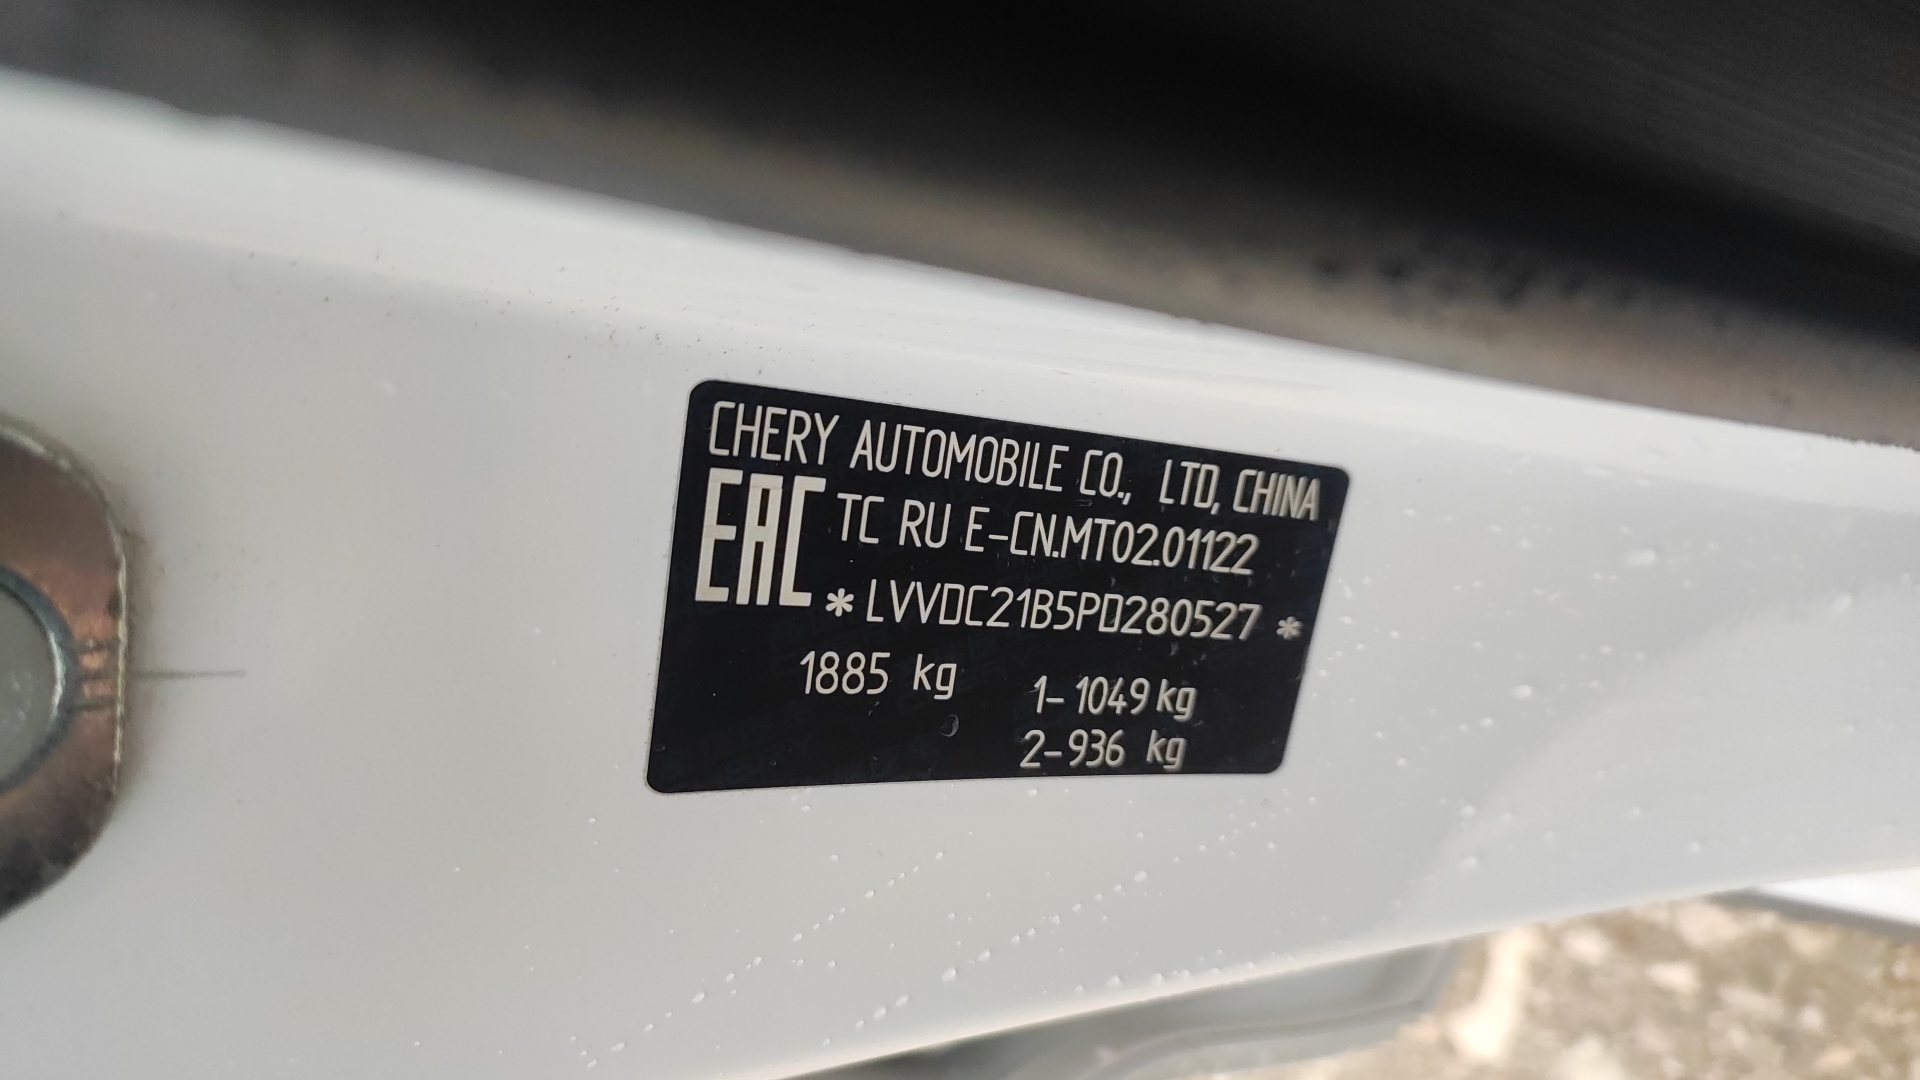 CHERY AUTOMOBILE CO., LTD, CHINA
EAC TC RU E-CN.MT02.01122
*LVVDC21B5PD280527*
1885 kg 1-1049 kg
2-936 kg